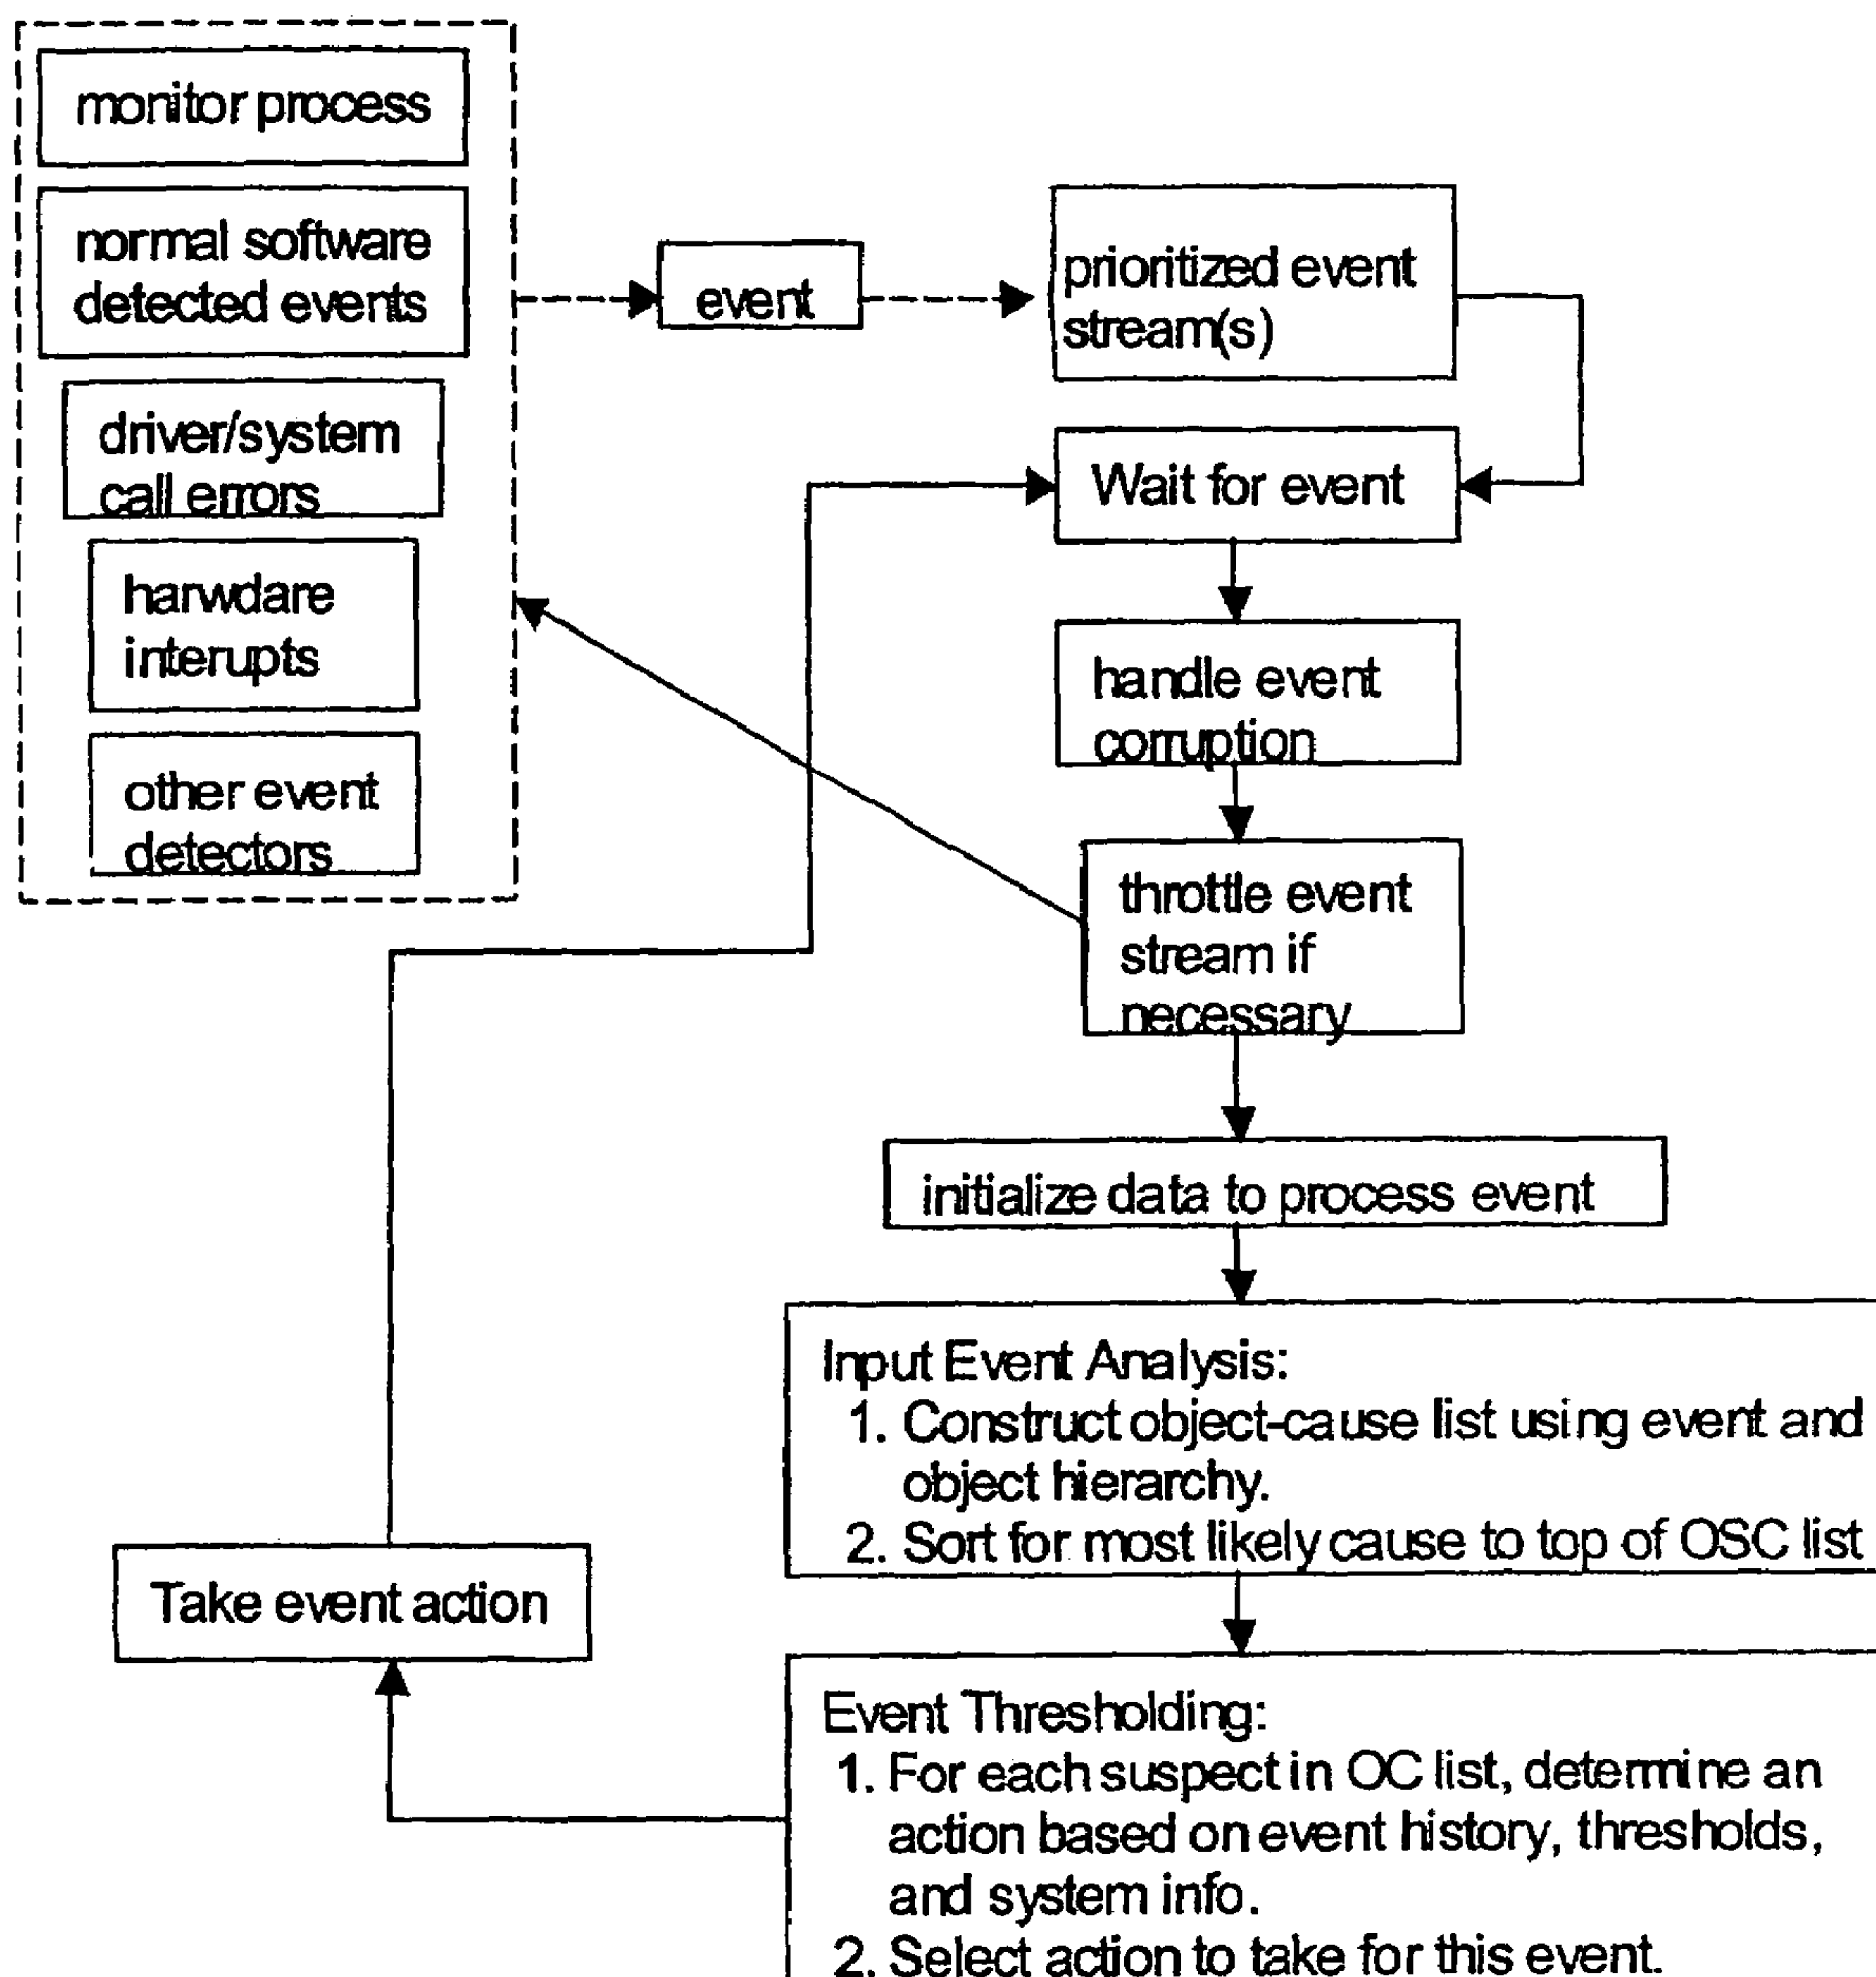 monitor process
normal software
detected events
driver/system
call errors
harwdare
interupts
other event
detectors
event
prioritized event
stream(s)
Wait for event
handle event
corruption
throttle event
stream if
necessary
initialize data to process event
Input Event Analysis:
1. Construct object-cause list using event and
object hierarchy.
2. Sort for most likely cause to top of OSC list
Event Thresholding:
1. For each suspect in OC list, determine an
action based on event history, thresholds,
and system info.
2. Select action to take for this event.
Take event action